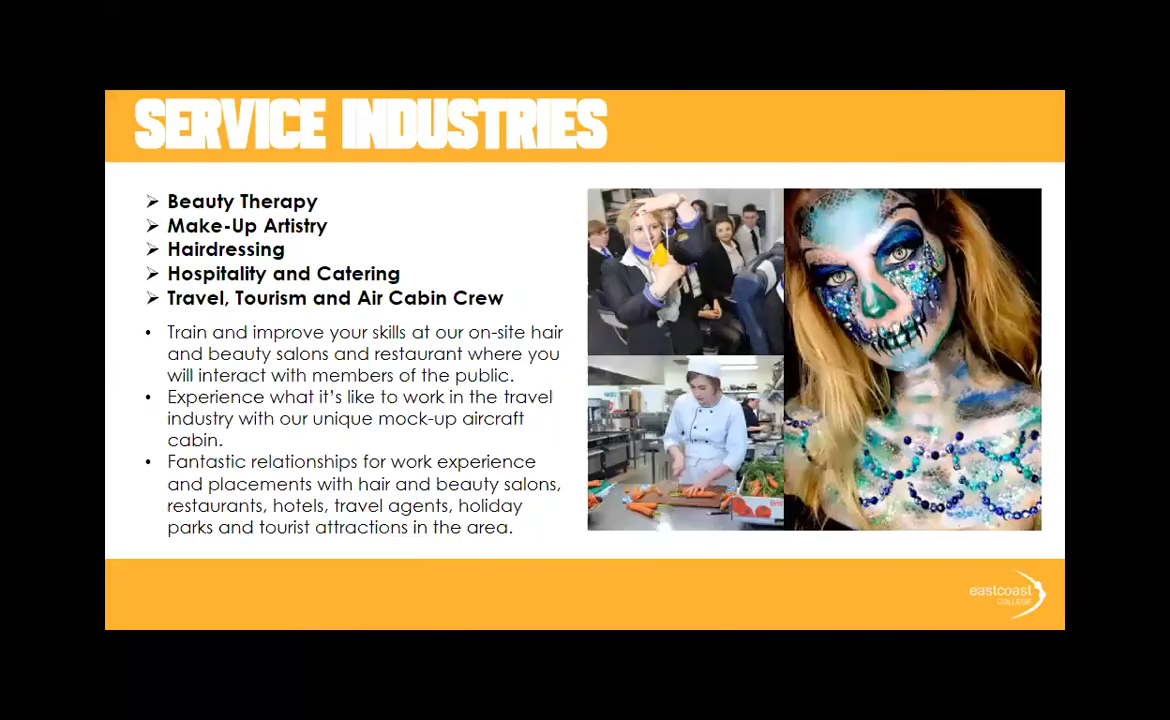 SERVICE INDUSTRIES
➢ Beauty Therapy
➢ Make-Up Artistry
➢ Hairdressing
➢ Hospitality and Catering
➢ Travel, Tourism and Air Cabin Crew
• Train and improve your skills at our on-site hair
and beauty salons and restaurant where you
will interact with members of the public.
• Experience what it’s like to work in the travel
industry with our unique mock-up aircraft
cabin.
• Fantastic relationships for work experience
and placements with hair and beauty salons,
restaurants, hotels, travel agents, holiday
parks and tourist attractions in the area.
eastcoast
COLLEGE